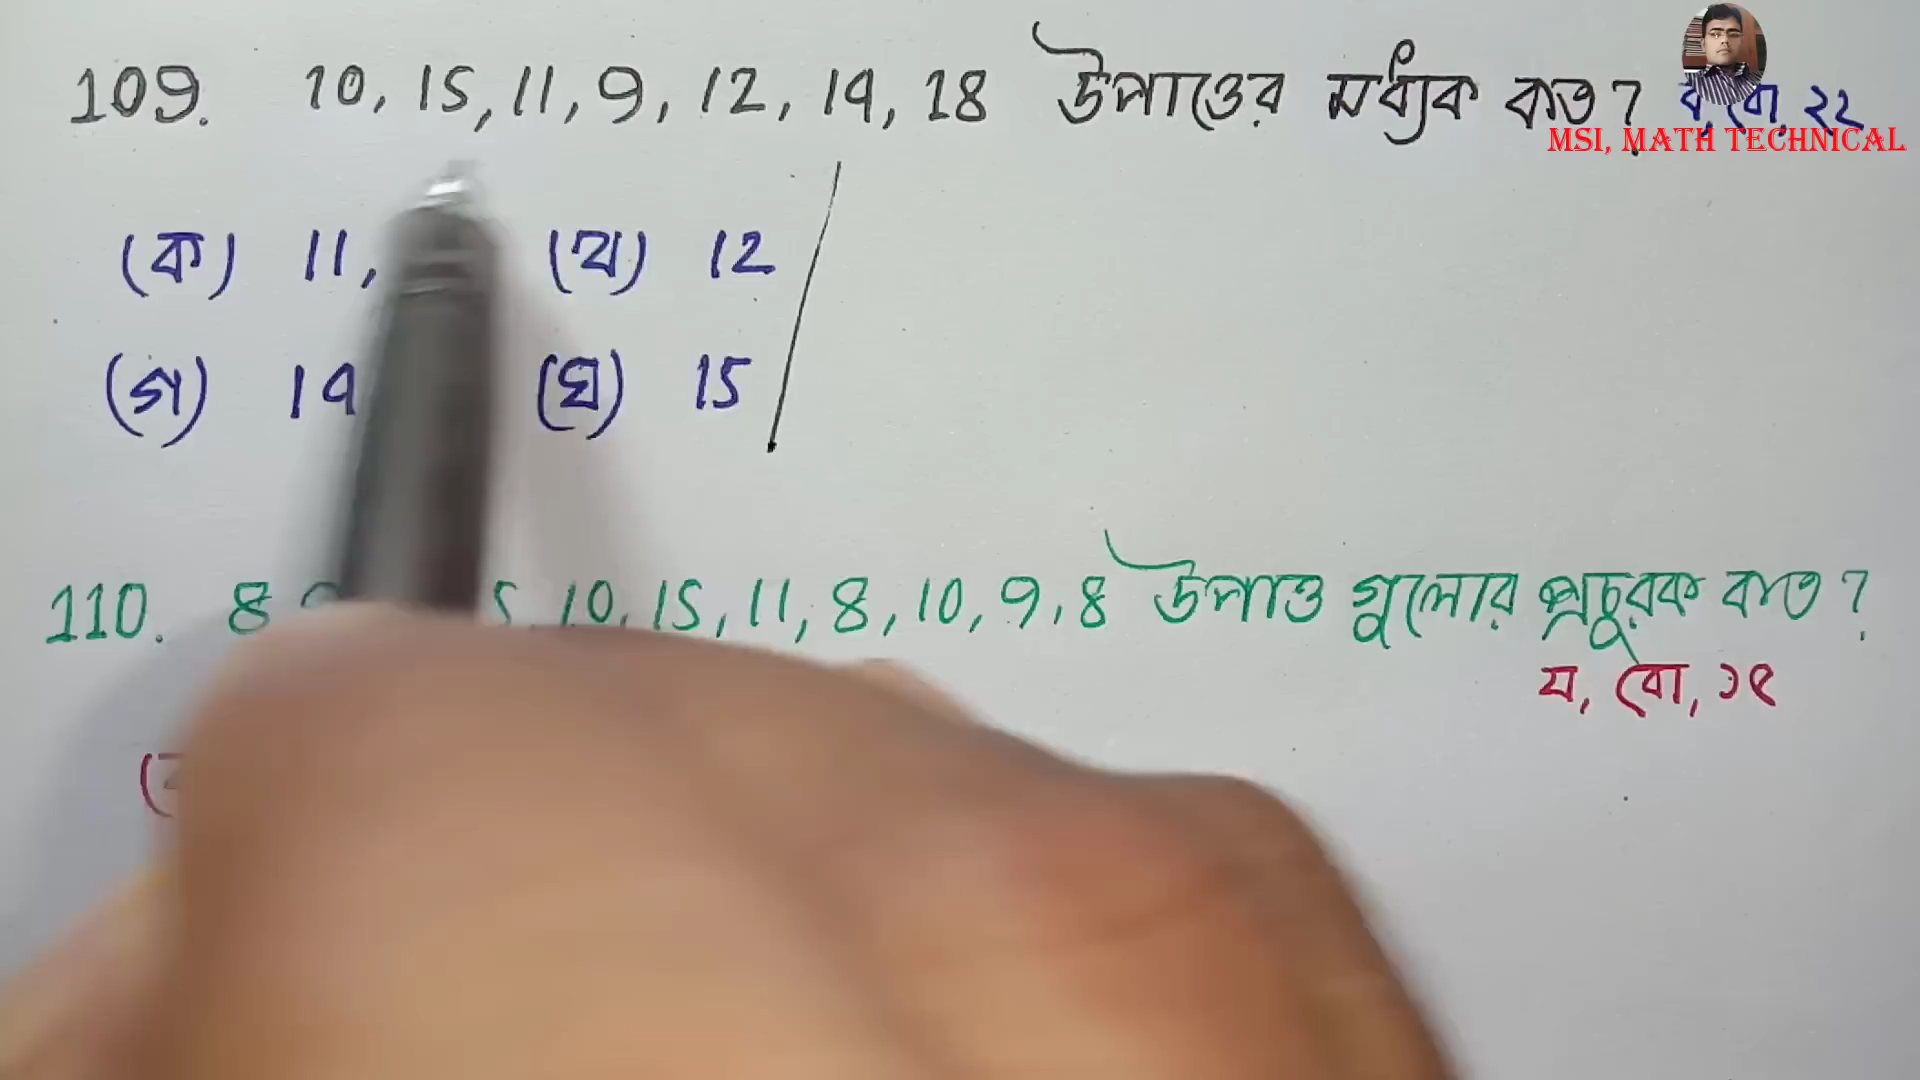 109. 10, 15, 11, 9, 12, 14, 18 উপাত্তের মধ্যক কত? ব, বো, ২২
MSI, MATH TECHNICAL
(ক) 11, (খ) 12
(গ) 14 (ঘ) 15
110. 8 5, 10, 15, 11, 8, 10, 9, 8 উপাত্ত গুলোর প্রচুরক কত?
য, বো, ১৫